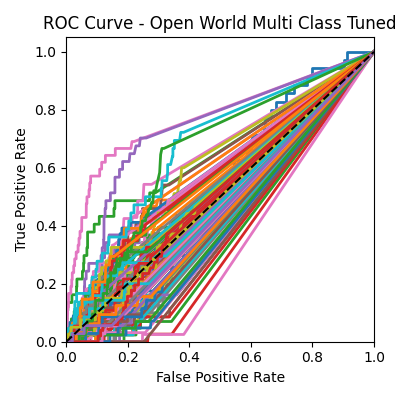 ROC Curve - Open World Multi Class Tuned
True Positive Rate
1.0
0.8
0.6
0.4
0.2
0.0
0.0 0.2 0.4 0.6 0.8 1.0
False Positive Rate